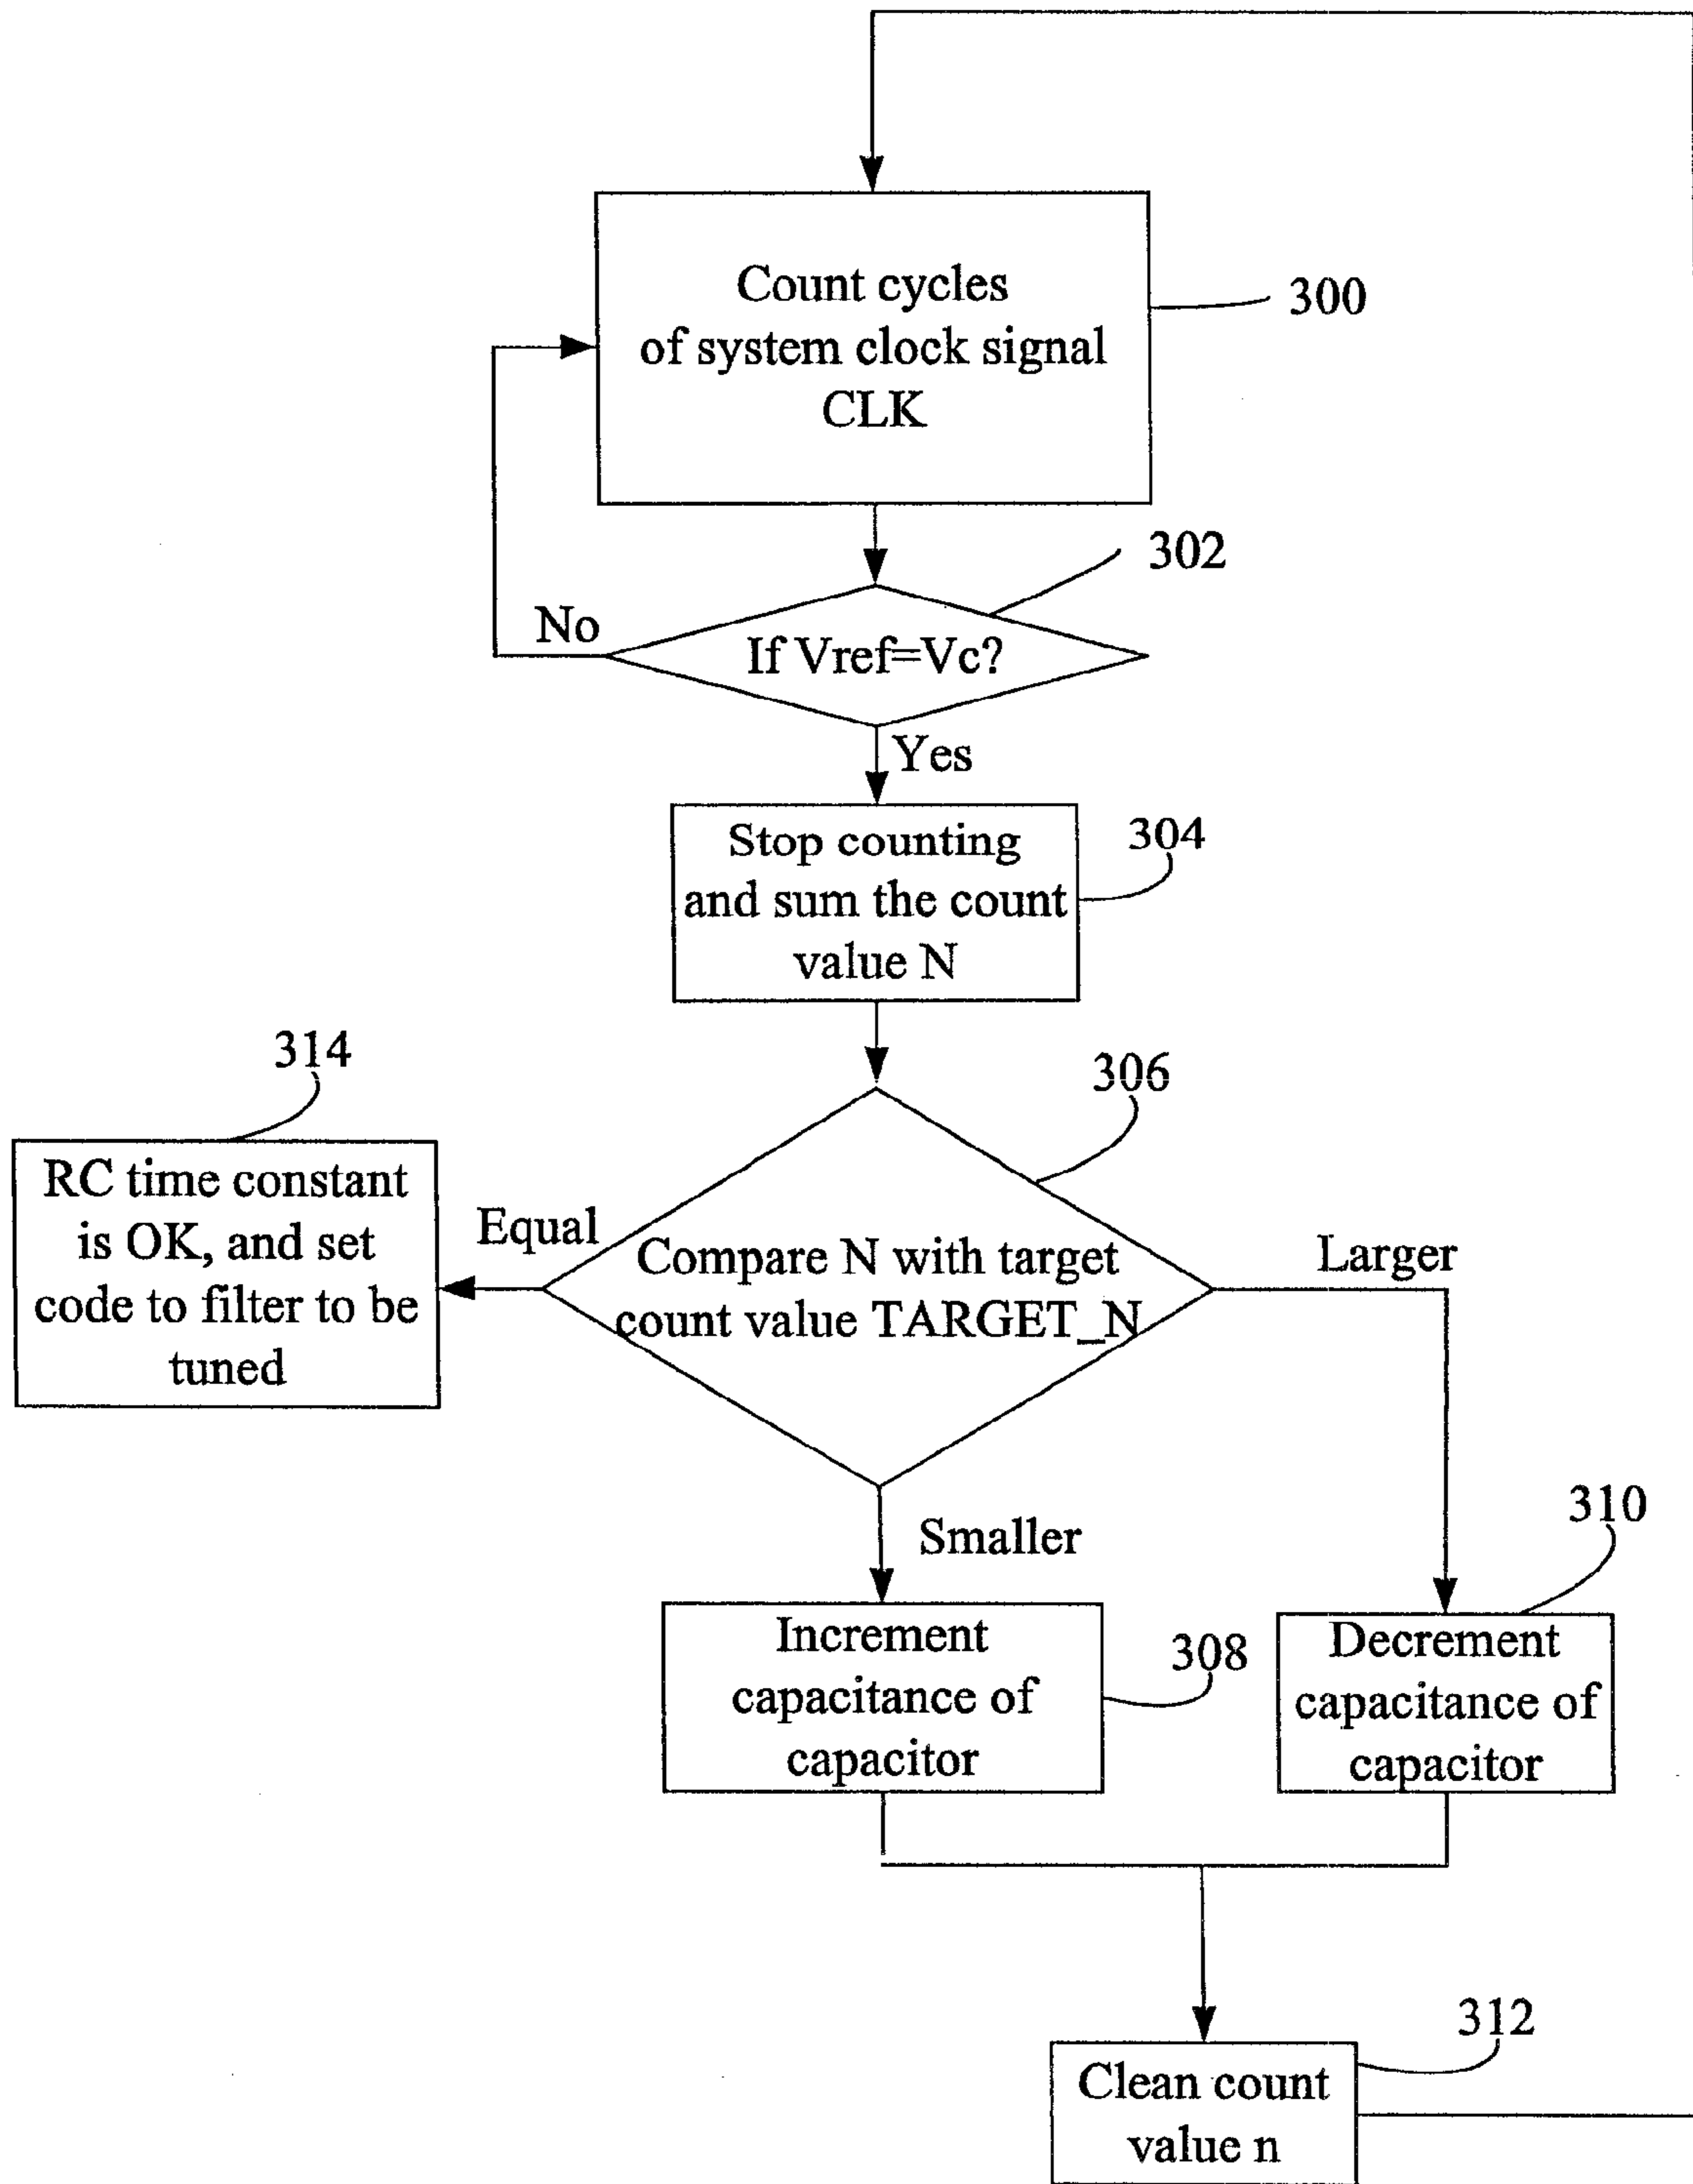 Count cycles
of system clock signal
CLK
300
302
No
If Vref=Vc?
Yes
Stop counting
and sum the count
value N
304
314
306
RC time constant
is OK, and set
code to filter to be
tuned
Equal
Compare N with target
count value TARGET_N
Larger
Smaller
310
Increment
capacitance of
capacitor
308
Decrement
capacitance of
capacitor
312
Clean count
value n